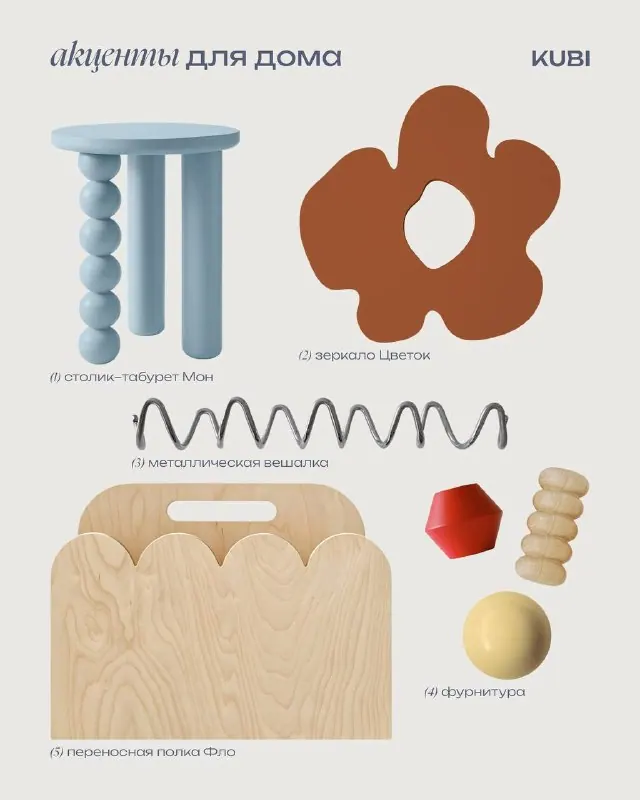 акценты для дома
KUBI
(1) столик-табурет Мон
(2) зеркало Цветок
(3) металлическая вешалка
(4) фурнитура
(5) переносная полка Фло